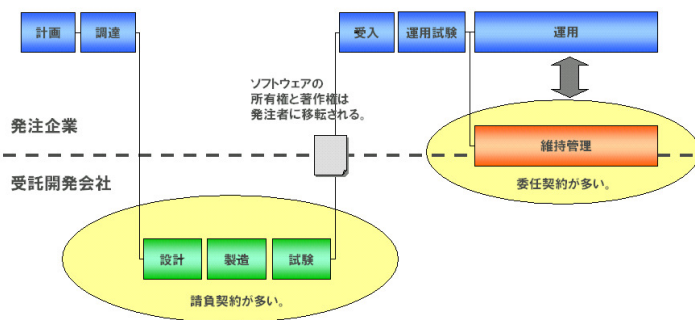 計画
調達
受入
運用試験
運用
ソフトウェアの
所有権と著作権は
発注者に移転される。
発注企業
維持管理
受託開発会社
委任契約が多い。
設計
製造
試験
請負契約が多い。